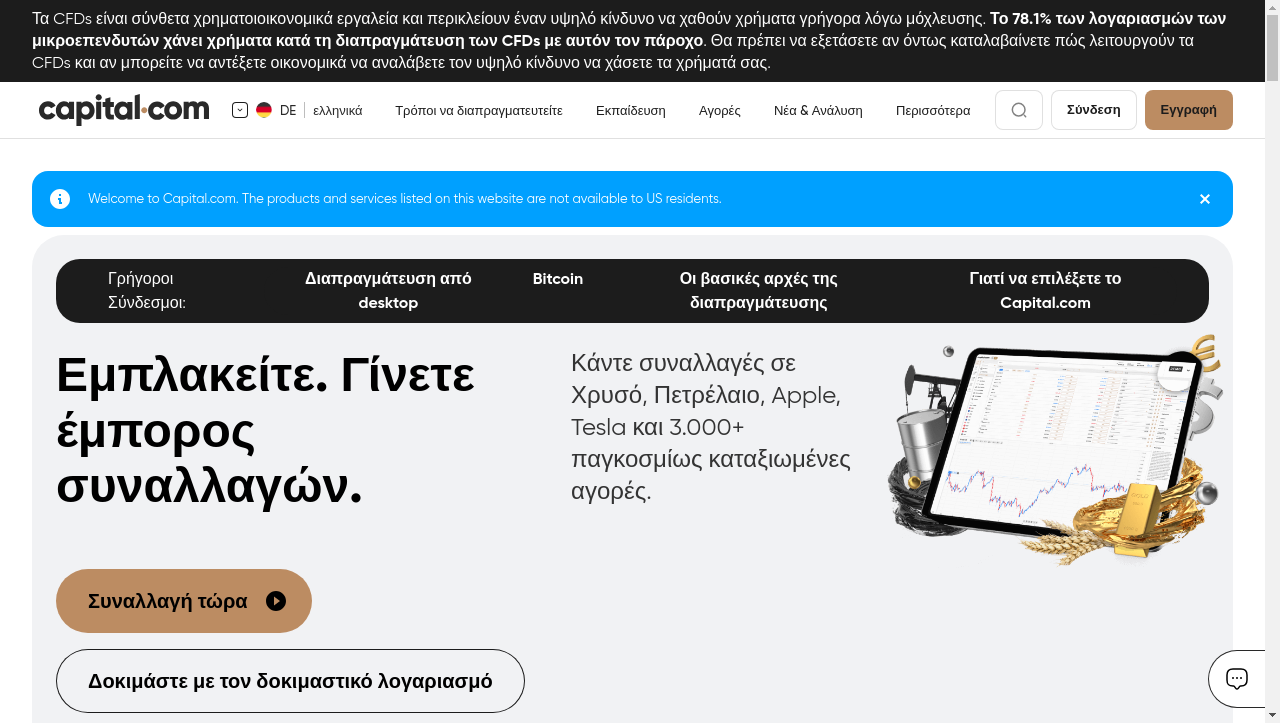 Τα CFDs είναι σύνθετα χρηματοιοικονομικά εργαλεία και περικλείουν έναν υψηλό κίνδυνο να χαθούν χρήματα γρήγορα λόγω μόχλευσης. Το 78.1% των λογαριασμών των
μικροεπενδυτών χάνει χρήματα κατά τη διαπραγμάτευση των CFDs με αυτόν τον πάροχο. Θα πρέπει να εξετάσετε αν όντως καταλαβαίνετε πώς λειτουργούν τα
CFDs και αν μπορείτε να αντέξετε οικονομικά να αναλάβετε τον υψηλό κίνδυνο να χάσετε τα χρήματά σας.
capital.com
DE ελληνικά Τρόποι να διαπραγματευτείτε Εκπαίδευση Αγορές Νέα & Ανάλυση Περισσότερα Σύνδεση Εγγραφή
Welcome to Capital.com. The products and services listed on this website are not available to US residents.
Γρήγοροι
Σύνδεσμοι:
Διαπραγμάτευση από
desktop
Bitcoin
Οι βασικές αρχές της
διαπραγμάτευσης
Γιατί να επιλέξετε το
Capital.com
Εμπλακείτε. Γίνετε
έμπορος
συναλλαγών.
Κάντε συναλλαγές σε
Χρυσό, Πετρέλαιο, Apple,
Tesla και 3.000+
παγκοσμίως καταξιωμένες
αγορές.
Συναλλαγή τώρα
Δοκιμάστε με τον δοκιμαστικό λογαριασμό